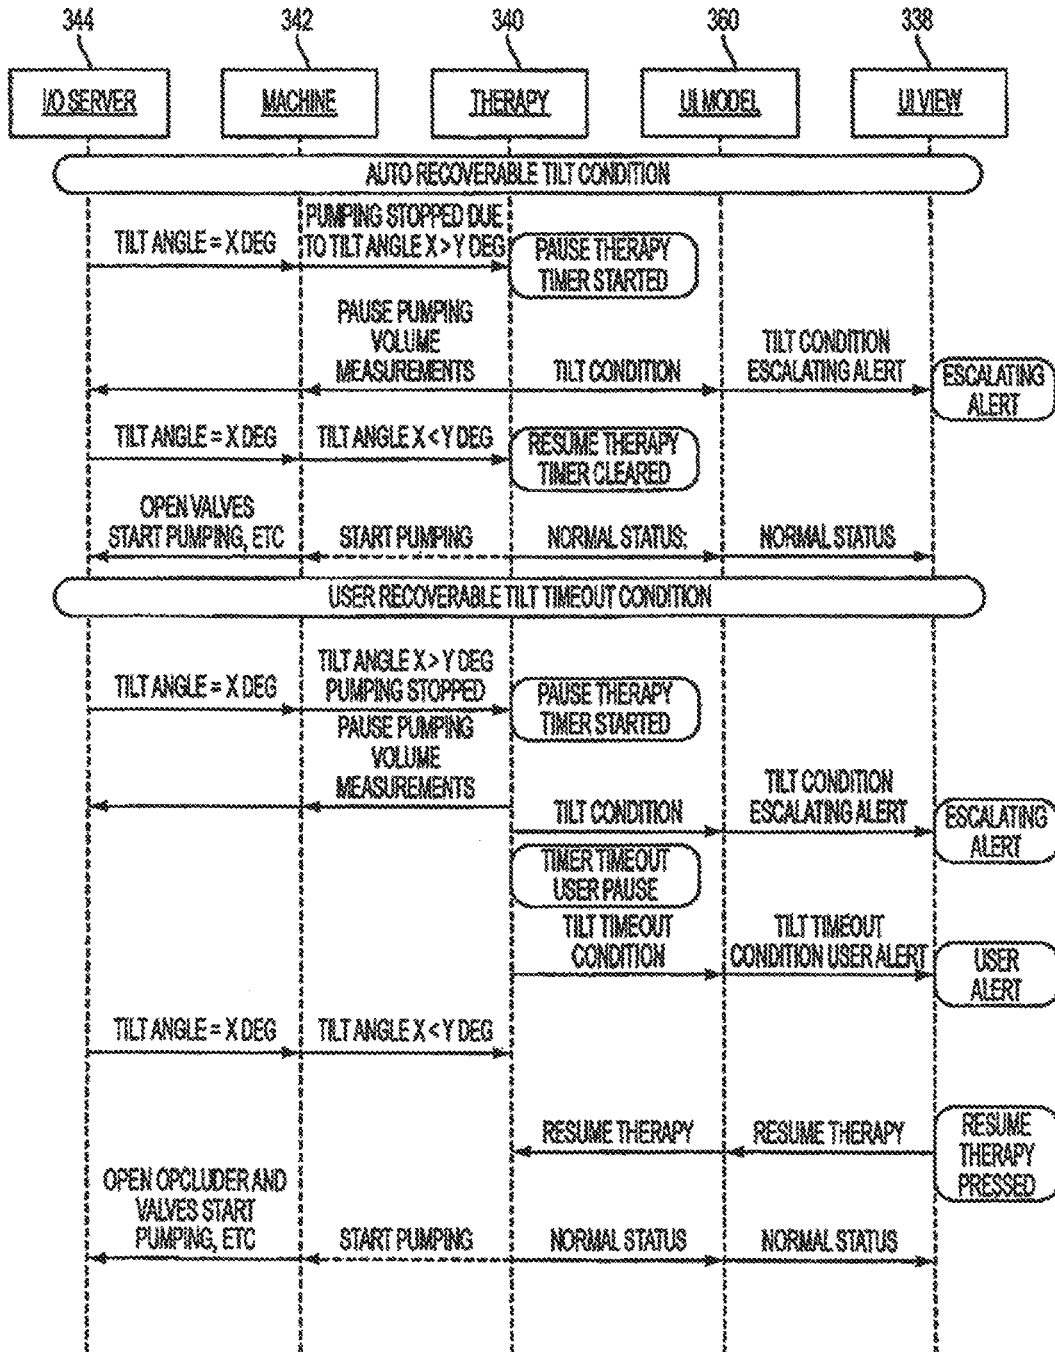 344 342 340 360 338
I/O SERVER MACHINE THERAPY UI MODEL UI VIEW
AUTO RECOVERABLE TILT CONDITION
TILT ANGLE = X DEG
PUMPING STOPPED DUE
TO TILT ANGLE X > Y DEG
PAUSE THERAPY
TIMER STARTED
PAUSE PUMPING
VOLUME
MEASUREMENTS
TILT CONDITION
TILT CONDITION
ESCALATING ALERT
ESCALATING
ALERT
TILT ANGLE = X DEG
TILT ANGLE X < Y DEG
RESUME THERAPY
TIMER CLEARED
OPEN VALVES
START PUMPING, ETC
START PUMPING
NORMAL STATUS:
NORMAL STATUS
USER RECOVERABLE TILT TIMEOUT CONDITION
TILT ANGLE = X DEG
TILT ANGLE X > Y DEG
PUMPING STOPPED
PAUSE THERAPY
TIMER STARTED
PAUSE PUMPING
VOLUME
MEASUREMENTS
TILT CONDITION
TILT CONDITION
ESCALATING ALERT
ESCALATING
ALERT
TIMER TIMEOUT
USER PAUSE
TILT TIMEOUT
CONDITION
TILT TIMEOUT
CONDITION USER ALERT
USER
ALERT
TILT ANGLE = X DEG
TILT ANGLE X < Y DEG
RESUME THERAPY
RESUME THERAPY
RESUME
THERAPY
PRESSED
OPEN OPCLUDER AND
VALVES START
PUMPING, ETC
START PUMPING
NORMAL STATUS
NORMAL STATUS